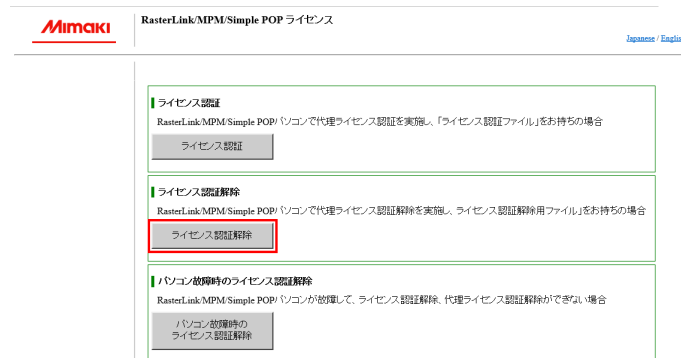 Mimaki
RasterLink/MPM/Simple POP ライセンス
Japanese / Englis
ライセンス認証
RasterLink/MPM/Simple POPパソコンで代理ライセンス認証を実施し、「ライセンス認証ファイル」をお持ちの場合
ライセンス認証
ライセンス認証解除
RasterLink/MPM/Simple POPパソコンで代理ライセンス認証解除を実施し、ライセンス認証解除用ファイル」をお持ちの場合
ライセンス認証解除
パソコン故障時のライセンス認証解除
RasterLink/MPM/Simple POPパソコンが故障して、ライセンス認証解除、代理ライセンス認証解除ができない場合
パソコン故障時の
ライセンス認証解除